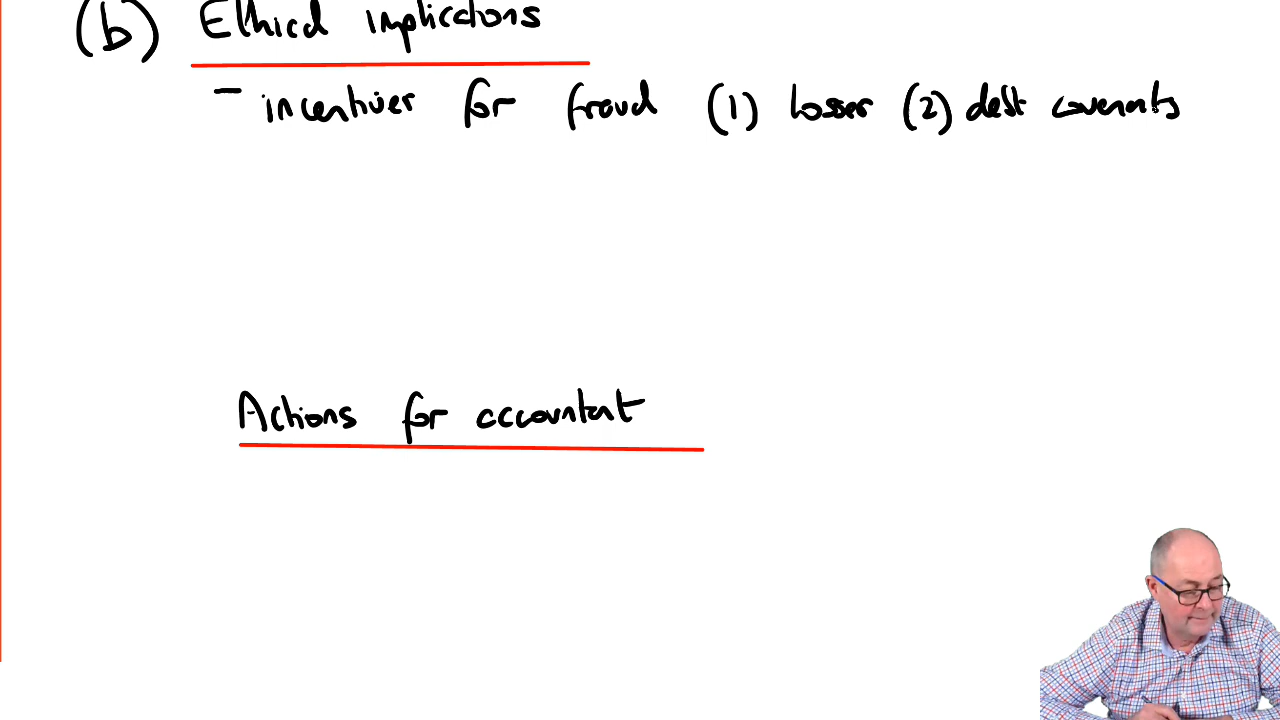 (b) Ethical implications
- incentives for fraud (1) losses (2) debt covenants
Actions for accountant